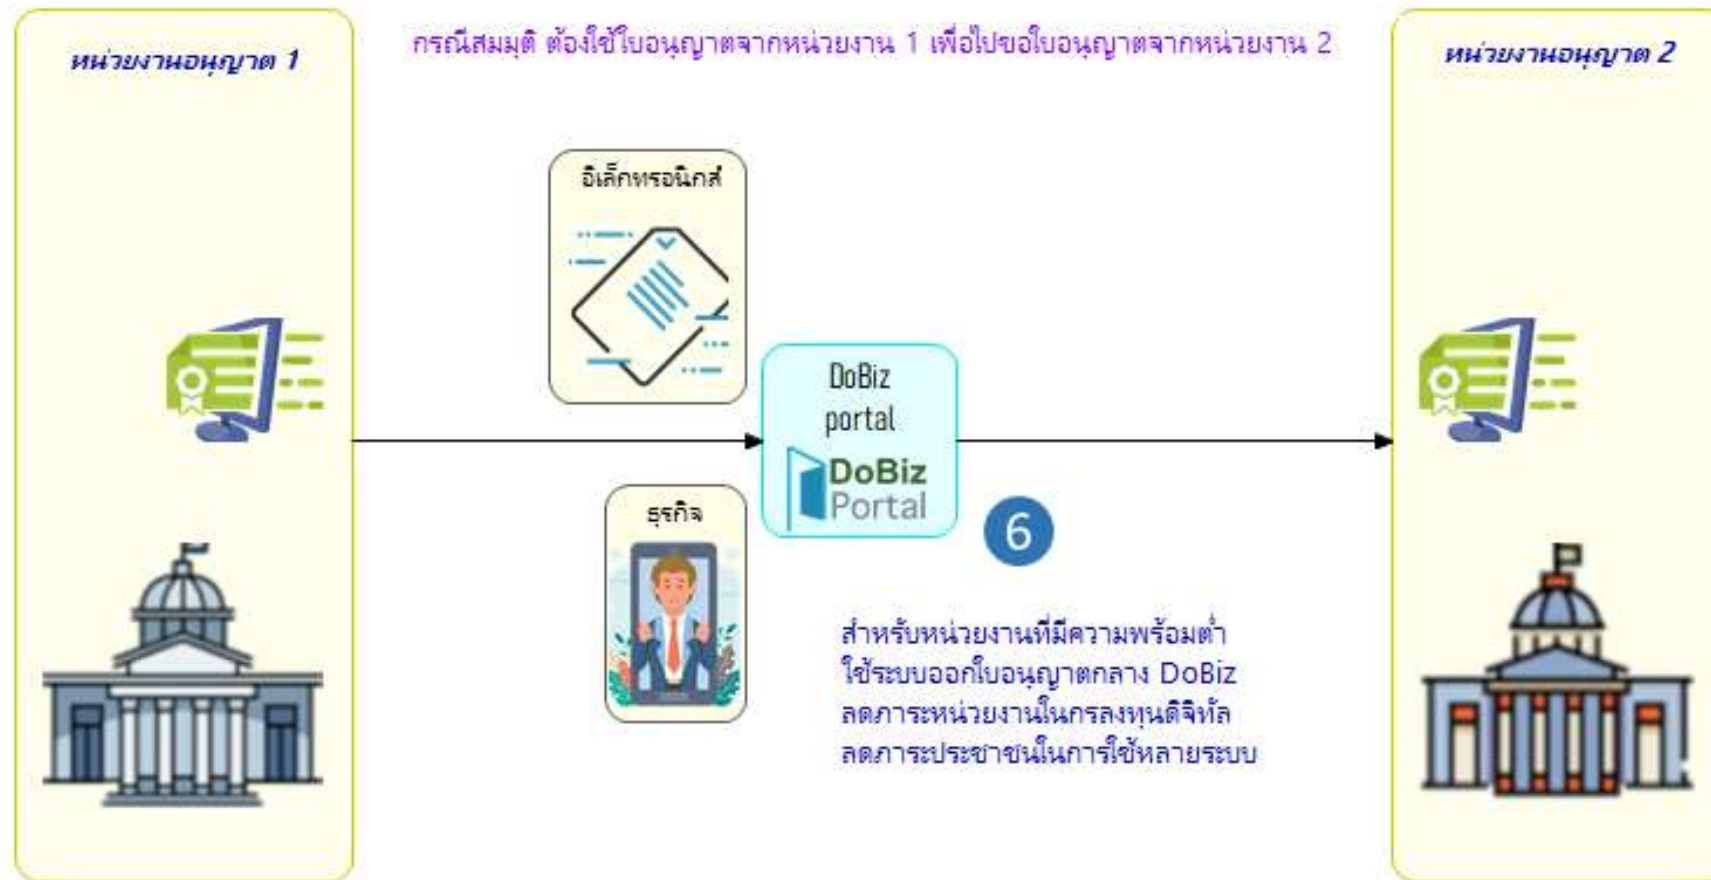 หน่วยงานอนุญาต 1
กรณีสมมุติ ต้องใช้ใบอนุญาตจากหน่วยงาน 1 เพื่อไปขอใบอนุญาตจากหน่วยงาน 2
หน่วยงานอนุญาต 2
อิเล็กทรอนิกส์
DoBiz
portal
DoBiz
Portal
ธุรกิจ
6
สำหรับหน่วยงานที่มีความพร้อมต่ำ
ใช้ระบบออกใบอนุญาตกลาง DoBiz
ลดภาระหน่วยงานในกรลงทุนดิจิทัล
ลดภาระประชาชนในการใช้หลายระบบ